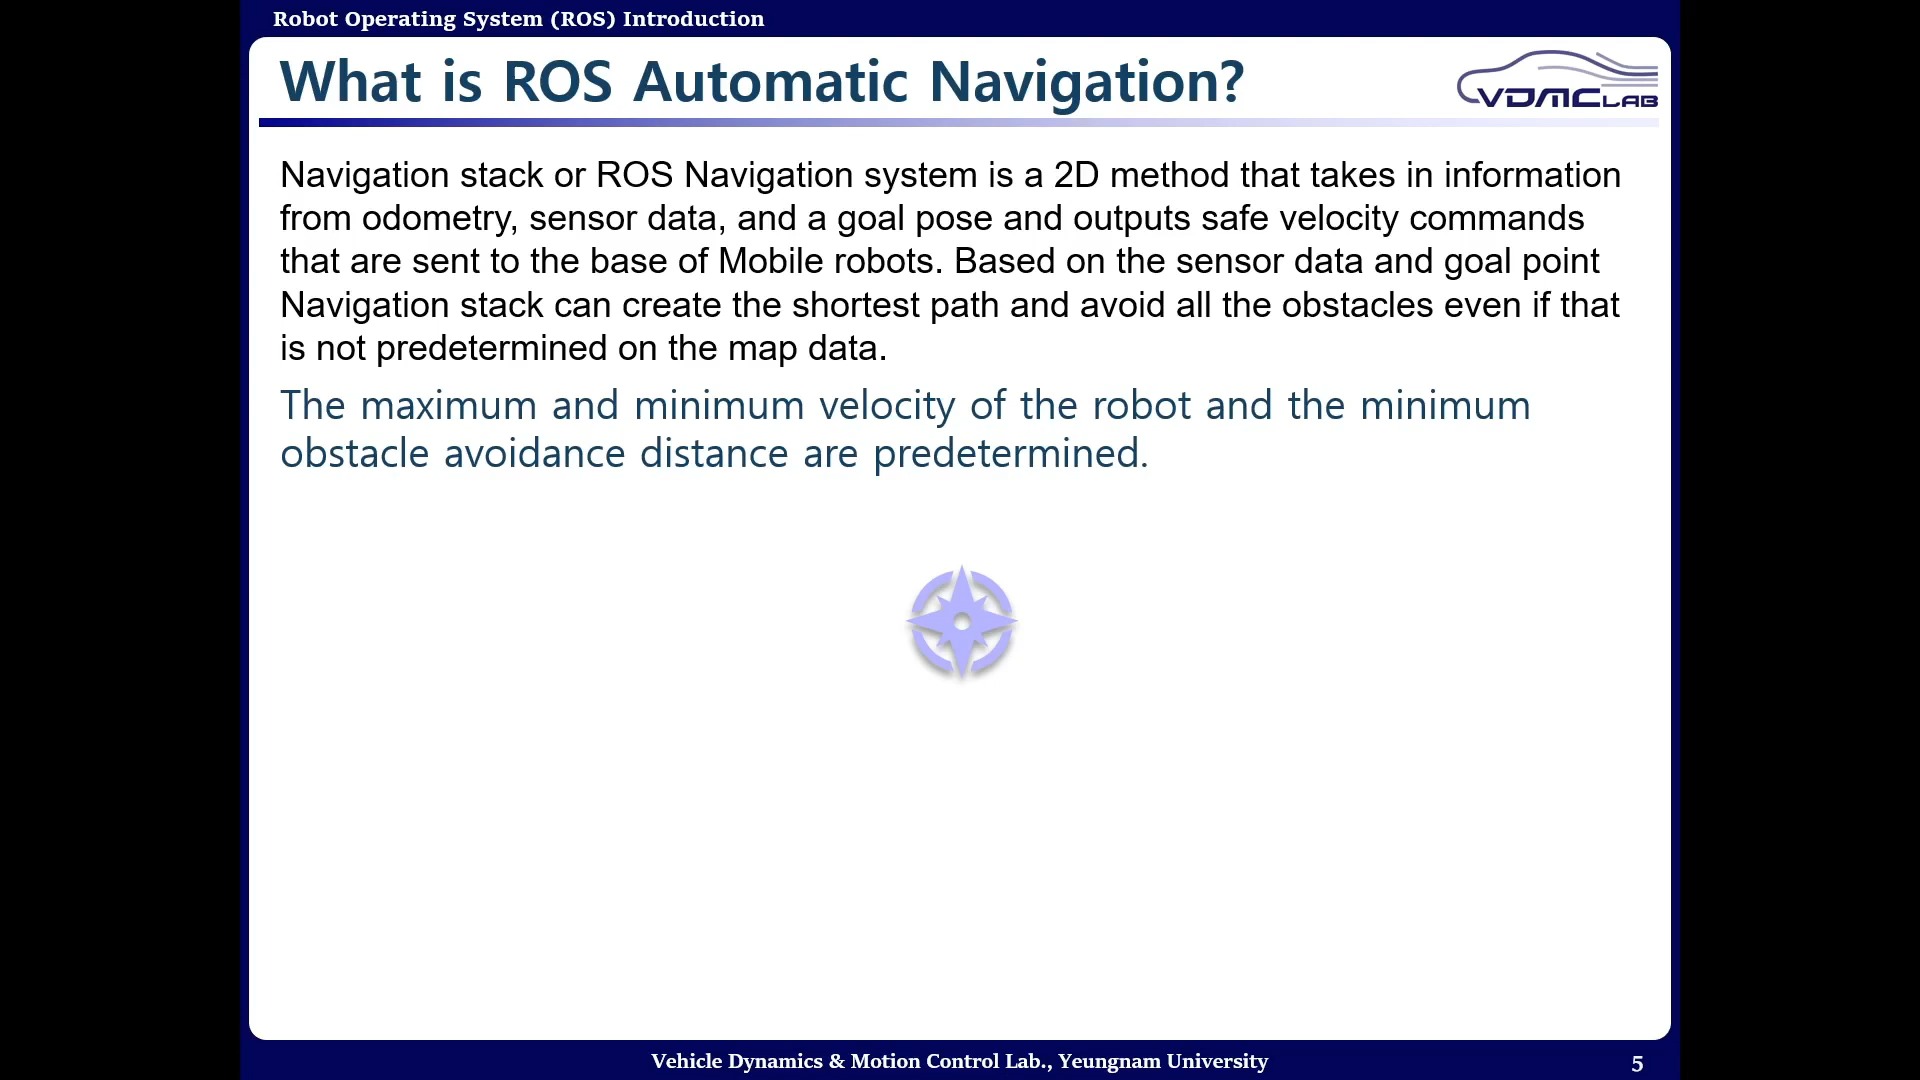 Robot Operating System (ROS) Introduction
What is ROS Automatic Navigation?
VDMC LAB
Navigation stack or ROS Navigation system is a 2D method that takes in information
from odometry, sensor data, and a goal pose and outputs safe velocity commands
that are sent to the base of Mobile robots. Based on the sensor data and goal point
Navigation stack can create the shortest path and avoid all the obstacles even if that
is not predetermined on the map data.
The maximum and minimum velocity of the robot and the minimum
obstacle avoidance distance are predetermined.
Vehicle Dynamics & Motion Control Lab., Yeungnam University
5